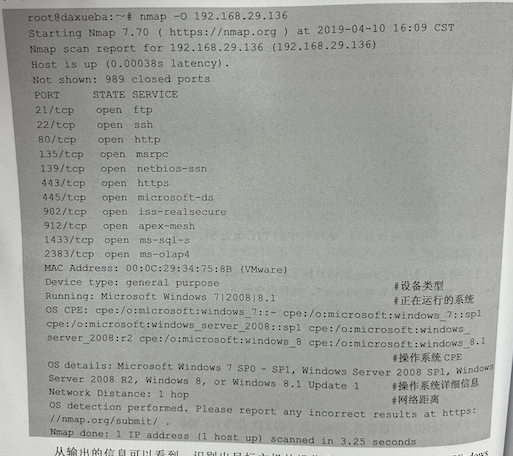 root@daxueba:~# nmap -O 192.168.29.136
Starting Nmap 7.70 ( https://nmap.org ) at 2019-04-10 16:09 CST
Nmap scan report for 192.168.29.136 (192.168.29.136)
Host is up (0.00038s latency).
Not shown: 989 closed ports
PORT STATE SERVICE
21/tcp open ftp
22/tcp open ssh
80/tcp open http
135/tcp open msrpc
139/tcp open netbios-ssn
443/tcp open https
445/tcp open microsoft-ds
902/tcp open iss-realsecure
912/tcp open apex-mesh
1433/tcp open ms-sql-s
2383/tcp open ms-olap4
MAC Address: 00:0C:29:34:75:8B (VMware)
Device type: general purpose #设备类型
Running: Microsoft Windows 7|2008|8.1 #正在运行的系统
OS CPE: cpe:/o:microsoft:windows_7::- cpe:/o:microsoft:windows_7::sp1
cpe:/o:microsoft:windows_server_2008::sp1 cpe:/o:microsoft:windows_
server_2008:r2 cpe:/o:microsoft:windows_8 cpe:/o:microsoft:windows_8.1
#操作系统 CPE
OS details: Microsoft Windows 7 SP0 - SP1, Windows Server 2008 SP1, Windows
Server 2008 R2, Windows 8, or Windows 8.1 Update 1 #操作系统详细信息
Network Distance: 1 hop #网络距离
OS detection performed. Please report any incorrect results at https:
//nmap.org/submit/ .
Nmap done: 1 IP address (1 host up) scanned in 3.25 seconds
从输出的信息可以看到，识别出目标主机的